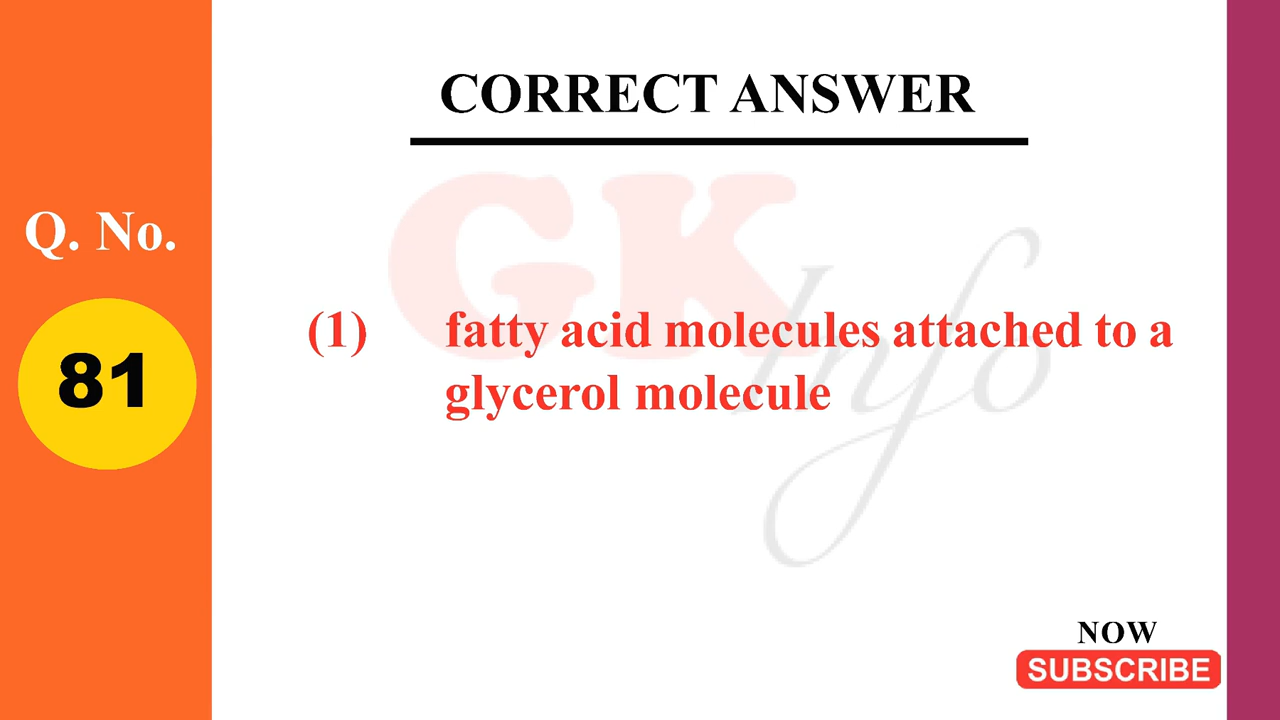 CORRECT ANSWER
GK
Info
Q. No.
81
(1) fatty acid molecules attached to a
glycerol molecule
NOW
SUBSCRIBE